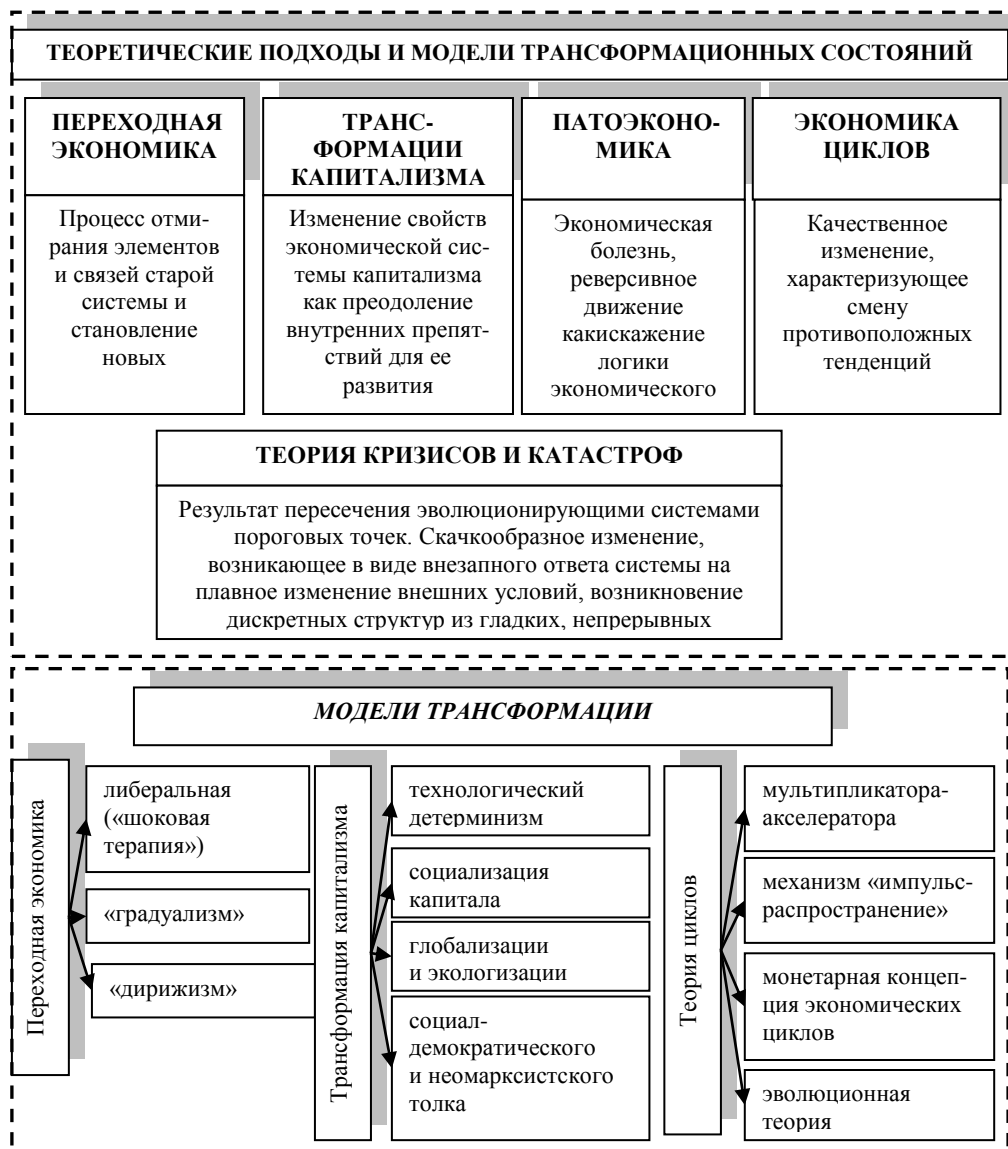 ТЕОРЕТИЧЕСКИЕ ПОДХОДЫ И МОДЕЛИ ТРАНСФОРМАЦИОННЫХ СОСТОЯНИЙ
ПЕРЕХОДНАЯ
ЭКОНОМИКА
Процесс отми-
рания элементов
и связей старой
системы и
становление
новых
ТРАНС-
ФОРМАЦИИ
КАПИТАЛИЗМА
Изменение свойств
экономической сис-
темы капитализма
как преодоление
внутренних препят-
ствий для ее
развития
ПАТОЭКОНО-
МИКА
Экономическая
болезнь,
реверсивное
движение
какискажение
логики
экономического
ЭКОНОМИКА
ЦИКЛОВ
Качественное
изменение,
характеризующее
смену
противоположных
тенденций
ТЕОРИЯ КРИЗИСОВ И КАТАСТРОФ
Результат пересечения эволюционирующими системами
пороговых точек. Скачкообразное изменение,
возникающее в виде внезапного ответа системы на
плавное изменение внешних условий, возникновение
дискретных структур из гладких, непрерывных
МОДЕЛИ ТРАНСФОРМАЦИИ
Переходная экономика
либеральная
(«шоковая
терапия»)
«градуализм»
«дирижизм»
Трансформация капитализма
технологический
детерминизм
социализация
капитала
глобализации
и экологизации
социал-
демократического
и неомарксистского
толка
Теория циклов
мультипликатора-
акселератора
механизм «импульс-
распространение»
монетарная концеп-
ция экономических
циклов
эволюционная
теория